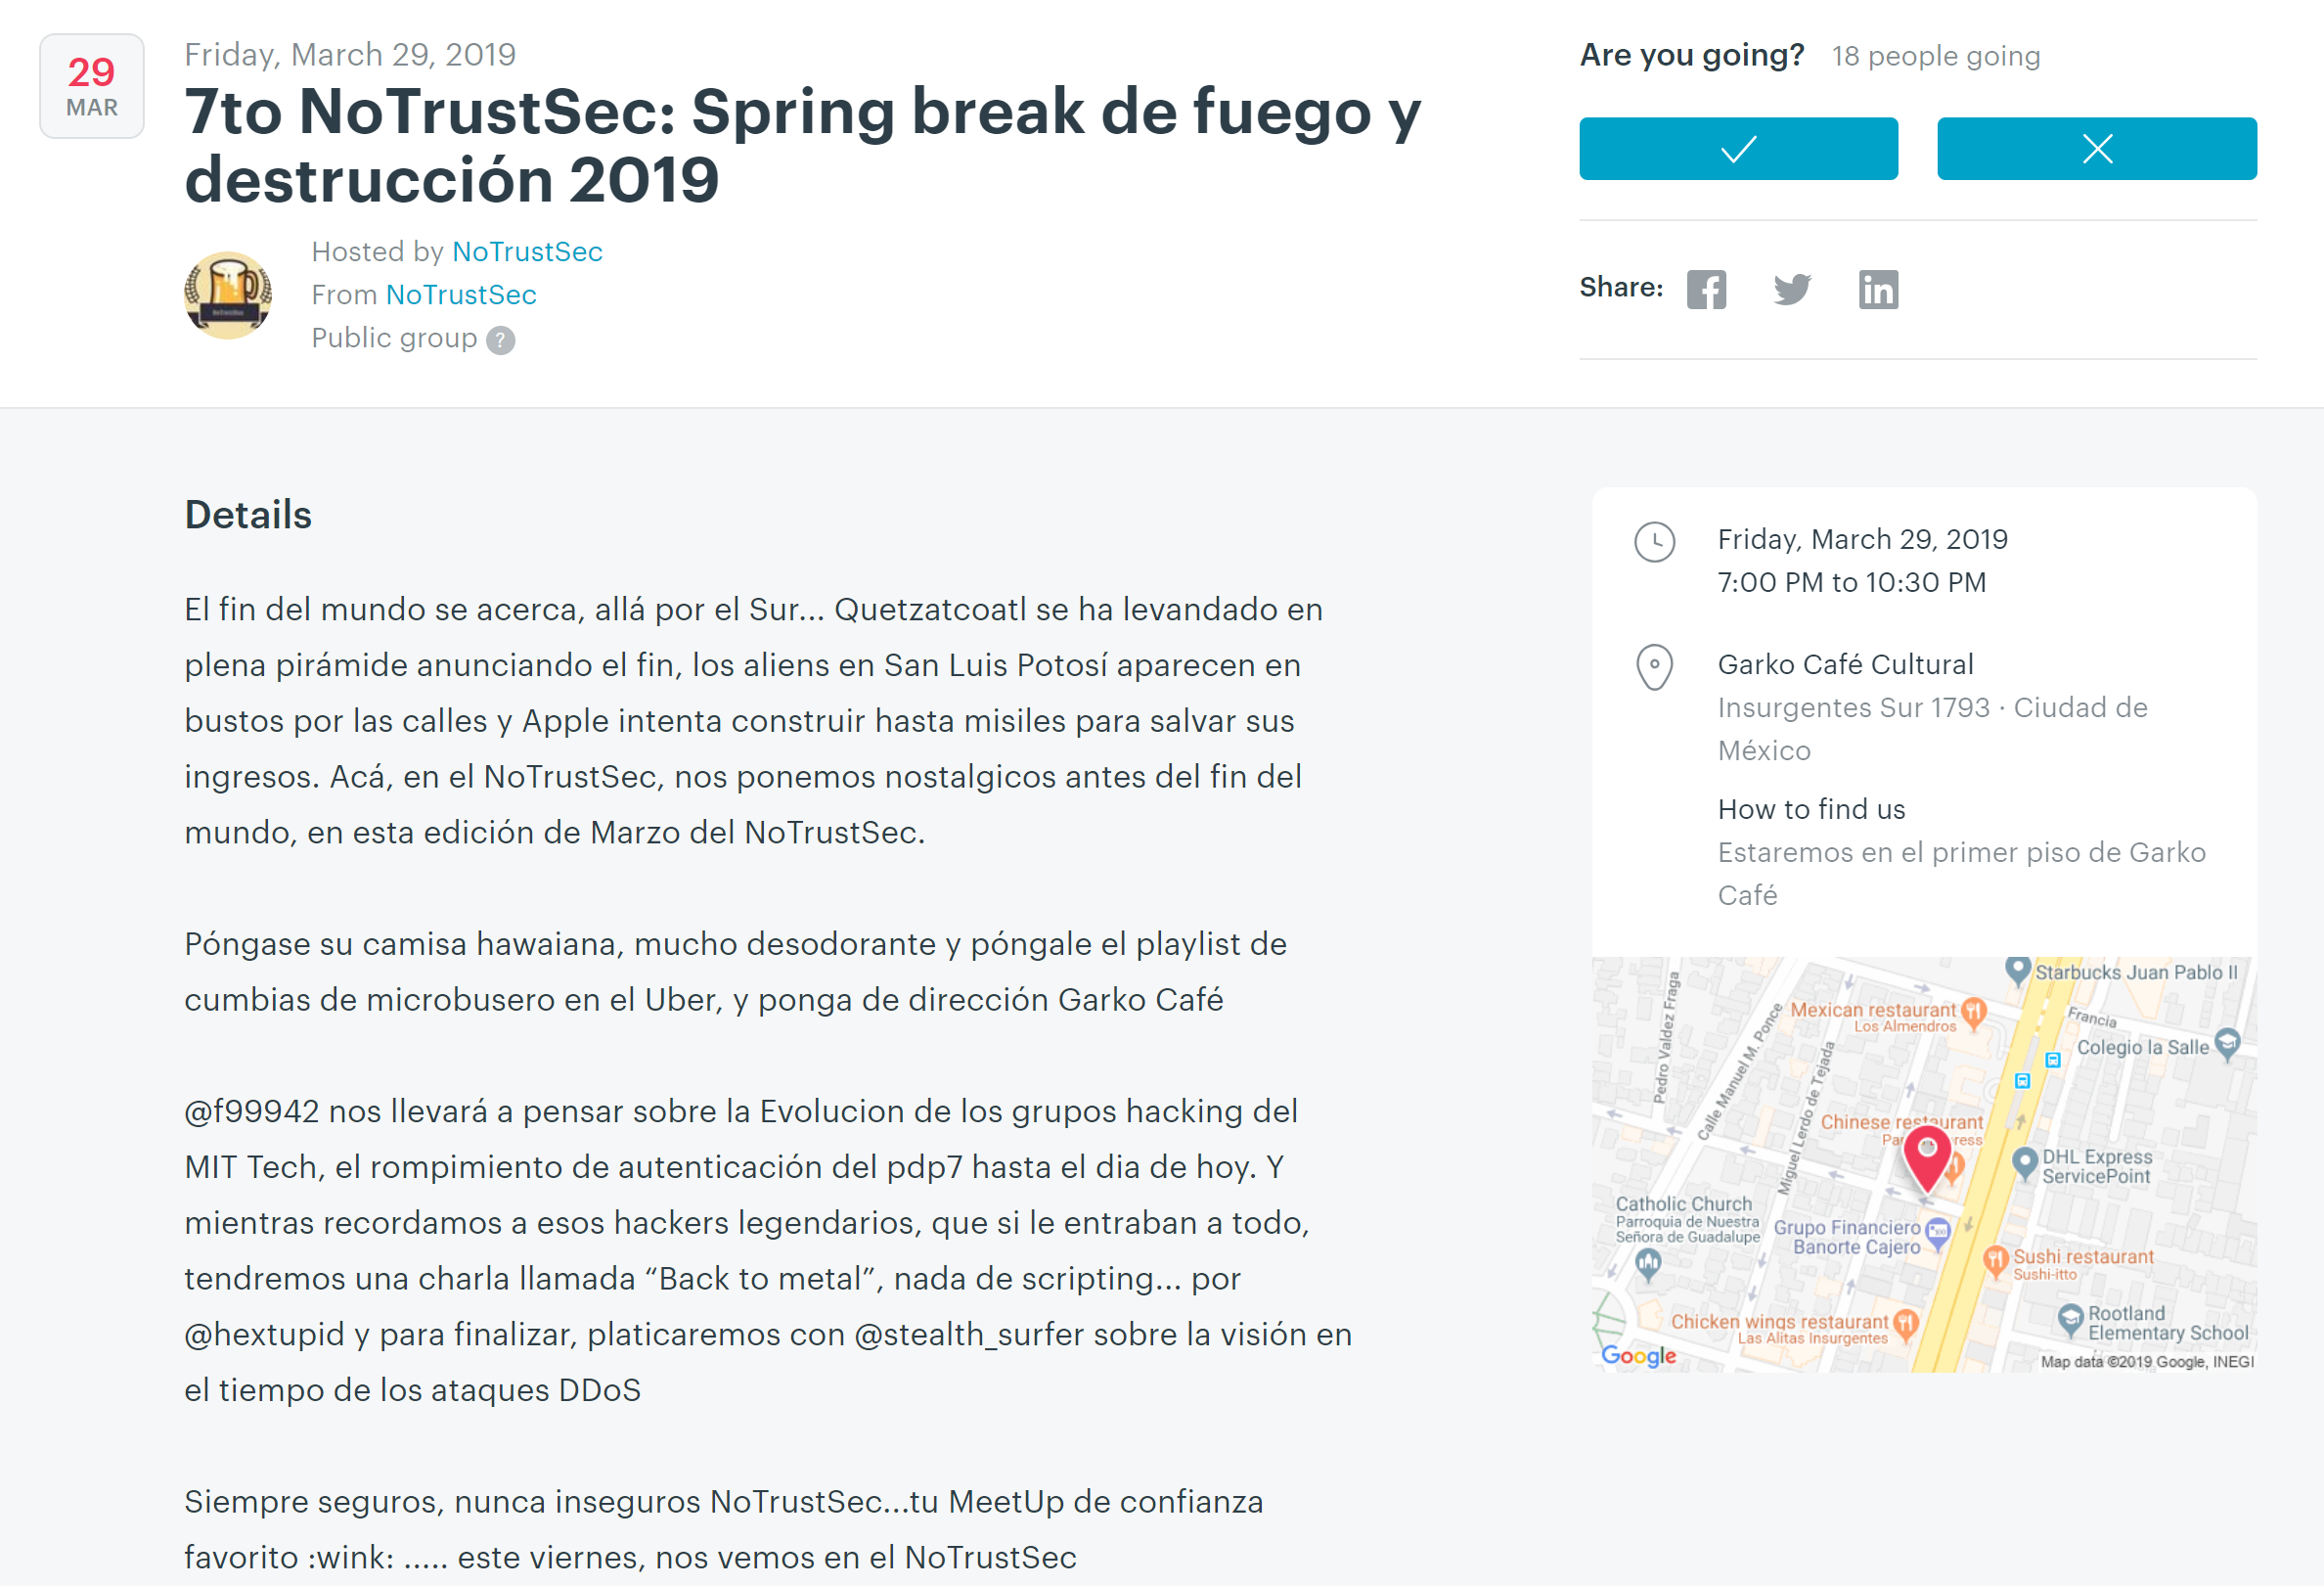 29
MAR
Friday, March 29, 2019
7to NoTrustSec: Spring break de fuego y
destrucción 2019
Hosted by NoTrustSec
From NoTrustSec
Public group ?
Are you going? 18 people going
Share:
Details
El fin del mundo se acerca, allá por el Sur... Quetzatcoatl se ha levandado en
plena pirámide anunciando el fin, los aliens en San Luis Potosí aparecen en
bustos por las calles y Apple intenta construir hasta misiles para salvar sus
ingresos. Acá, en el NoTrustSec, nos ponemos nostalgicos antes del fin del
mundo, en esta edición de Marzo del NoTrustSec.
Póngase su camisa hawaiana, mucho desodorante y póngale el playlist de
cumbias de microbusero en el Uber, y ponga de dirección Garko Café
@f99942 nos llevará a pensar sobre la Evolucion de los grupos hacking del
MIT Tech, el rompimiento de autenticación del pdp7 hasta el dia de hoy. Y
mientras recordamos a esos hackers legendarios, que si le entraban a todo,
tendremos una charla llamada “Back to metal”, nada de scripting... por
@hextupid y para finalizar, platicaremos con @stealth_surfer sobre la visión en
el tiempo de los ataques DDoS
Siempre seguros, nunca inseguros NoTrustSec...tu MeetUp de confianza
favorito :wink: ..... este viernes, nos vemos en el NoTrustSec
Friday, March 29, 2019
7:00 PM to 10:30 PM
Garko Café Cultural
Insurgentes Sur 1793 · Ciudad de
México
How to find us
Estaremos en el primer piso de Garko
Café
Starbucks Juan Pablo II
Pedro Valdez Fraga
Calle Manuel M. Ponce
Mexican restaurant
Los Almendros
Francia
Colegio la Salle
Miguel Lerdo de Tejada
Chinese restaurant
DHL Express
ServicePoint
Catholic Church
Parroquia de Nuestra
Señora de Guadalupe
Grupo Financiero
Banorte Cajero
Sushi restaurant
Sushi-itto
Rootland
Elementary School
Chicken wings restaurant
Las Alitas Insurgentes
Google
Map data ©2019 Google, INEGI